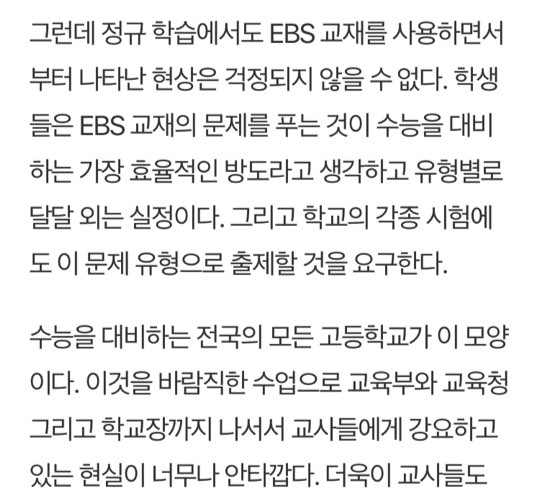 그런데 정규 학습에서도 EBS 교재를 사용하면서
부터 나타난 현상은 걱정되지 않을 수 없다. 학생
들은 EBS 교재의 문제를 푸는 것이 수능을 대비
하는 가장 효율적인 방도라고 생각하고 유형별로
달달 외는 실정이다. 그리고 학교의 각종 시험에
도 이 문제 유형으로 출제할 것을 요구한다.
수능을 대비하는 전국의 모든 고등학교가 이 모양
이다. 이것을 바람직한 수업으로 교육부와 교육청
그리고 학교장까지 나서서 교사들에게 강요하고
있는 현실이 너무나 안타깝다. 더욱이 교사들도